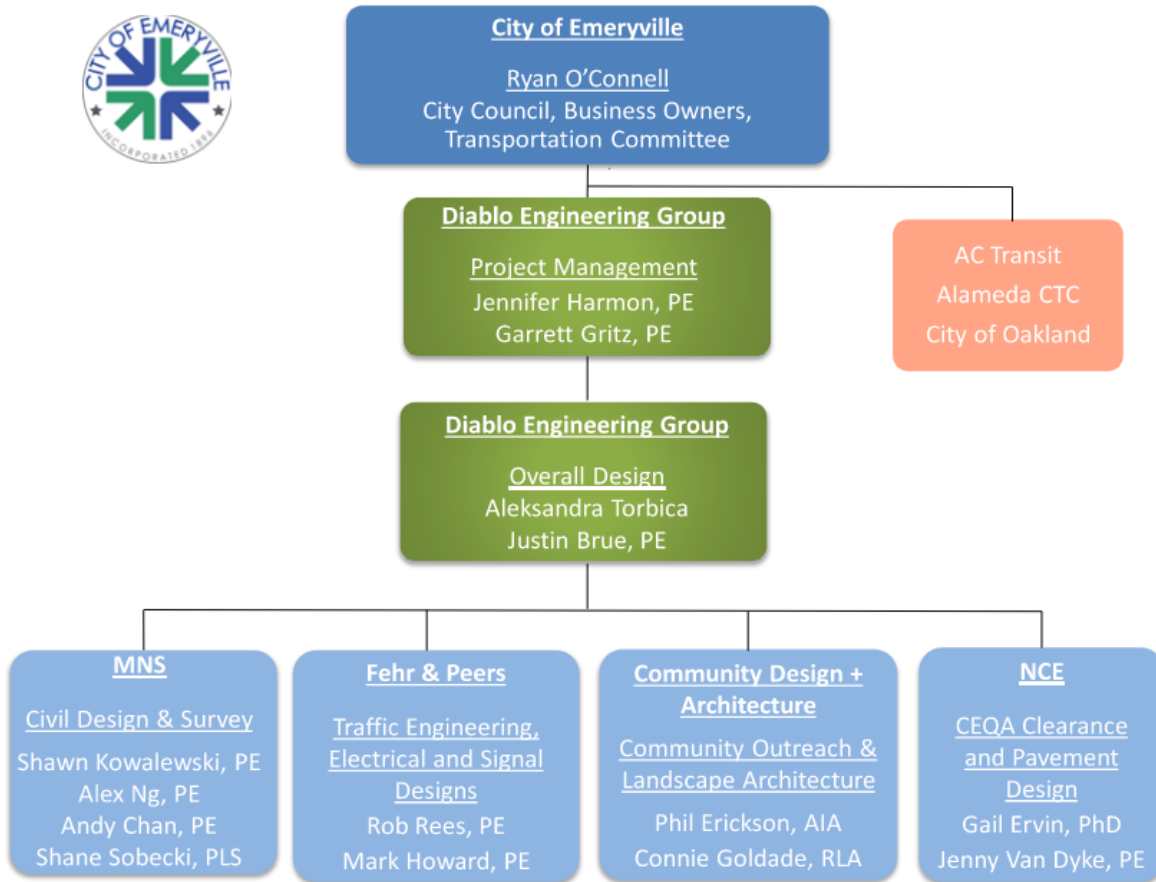 CITY OF EMERYVILLE
INCORPORATED 1896
City of Emeryville
Ryan O’Connell
City Council, Business Owners,
Transportation Committee
Diablo Engineering Group
Project Management
Jennifer Harmon, PE
Garrett Gritz, PE
AC Transit
Alameda CTC
City of Oakland
Diablo Engineering Group
Overall Design
Aleksandra Torbica
Justin Brue, PE
MNS
Civil Design & Survey
Shawn Kowalewski, PE
Alex Ng, PE
Andy Chan, PE
Shane Sobecki, PLS
Fehr & Peers
Traffic Engineering,
Electrical and Signal
Designs
Rob Rees, PE
Mark Howard, PE
Community Design +
Architecture
Community Outreach &
Landscape Architecture
Phil Erickson, AIA
Connie Goldade, RLA
NCE
CEQA Clearance
and Pavement
Design
Gail Ervin, PhD
Jenny Van Dyke, PE